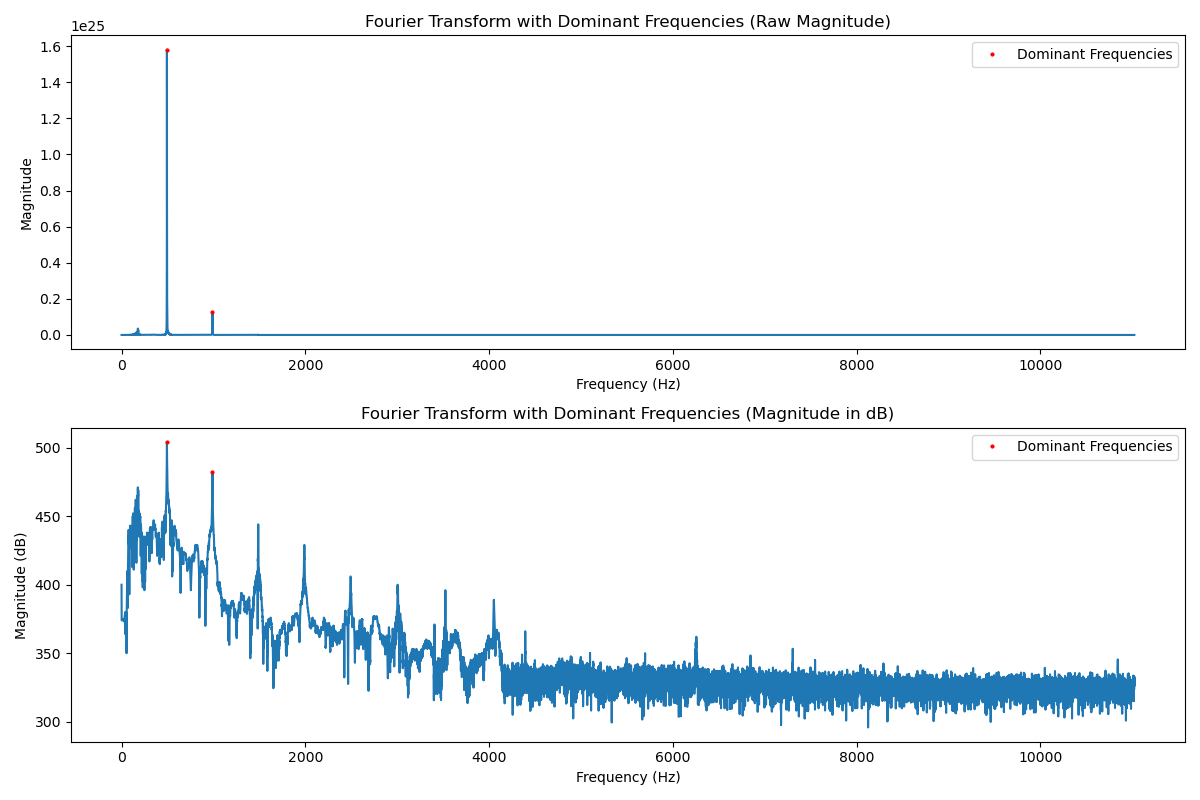 Fourier Transform with Dominant Frequencies (Raw Magnitude)
1e25
1.6
1.4
1.2
1.0
0.8
0.6
0.4
0.2
0.0
Magnitude
Dominant Frequencies
0 2000 4000 6000 8000 10000
Frequency (Hz)
Fourier Transform with Dominant Frequencies (Magnitude in dB)
500
450
400
350
300
Magnitude (dB)
Dominant Frequencies
0 2000 4000 6000 8000 10000
Frequency (Hz)